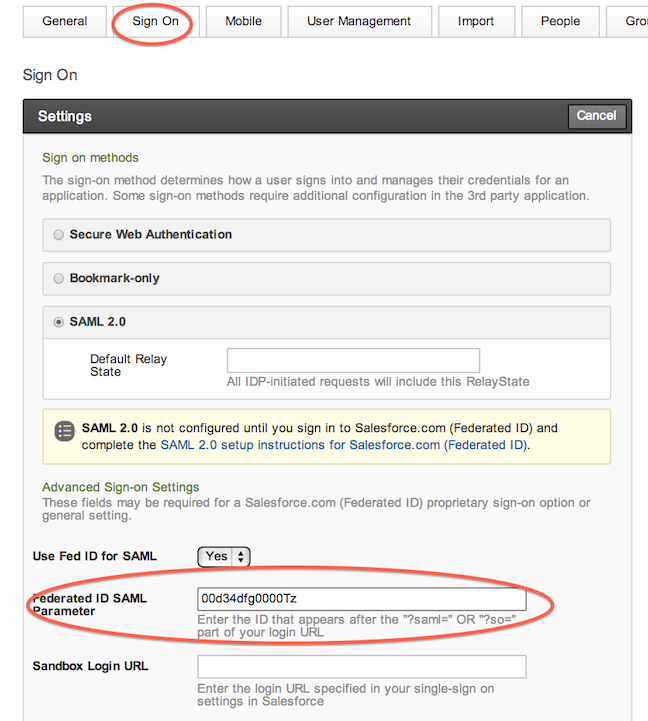 General
Sign On
Mobile
User Management
Import
People
Grou
Sign On
Settings
Cancel
Sign on methods
The sign-on method determines how a user signs into and manages their credentials for an
application. Some sign-on methods require additional configuration in the 3rd party application.
Secure Web Authentication
Bookmark-only
SAML 2.0
Default Relay
State
All IDP-initiated requests will include this RelayState
SAML 2.0 is not configured until you sign in to Salesforce.com (Federated ID) and
complete the SAML 2.0 setup instructions for Salesforce.com (Federated ID).
Advanced Sign-on Settings
These fields may be required for a Salesforce.com (Federated ID) proprietary sign-on option or
general setting.
Use Fed ID for SAML
Yes
Federated ID SAML
Parameter
00d34dfg0000Tz
Enter the ID that appears after the "?saml=" OR "?so="
part of your login URL
Sandbox Login URL
Enter the login URL specified in your single-sign on
settings in Salesforce